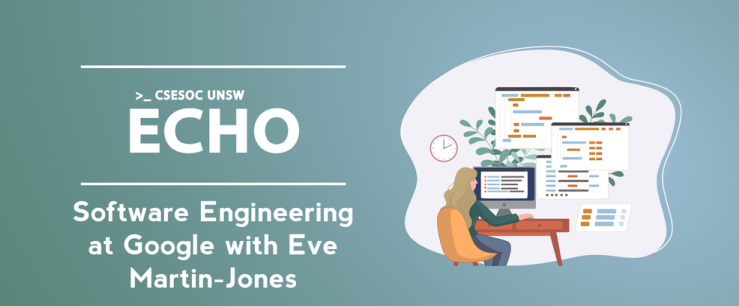 >_ CSESOC UNSW
ECHO
Software Engineering
at Google with Eve
Martin-Jones